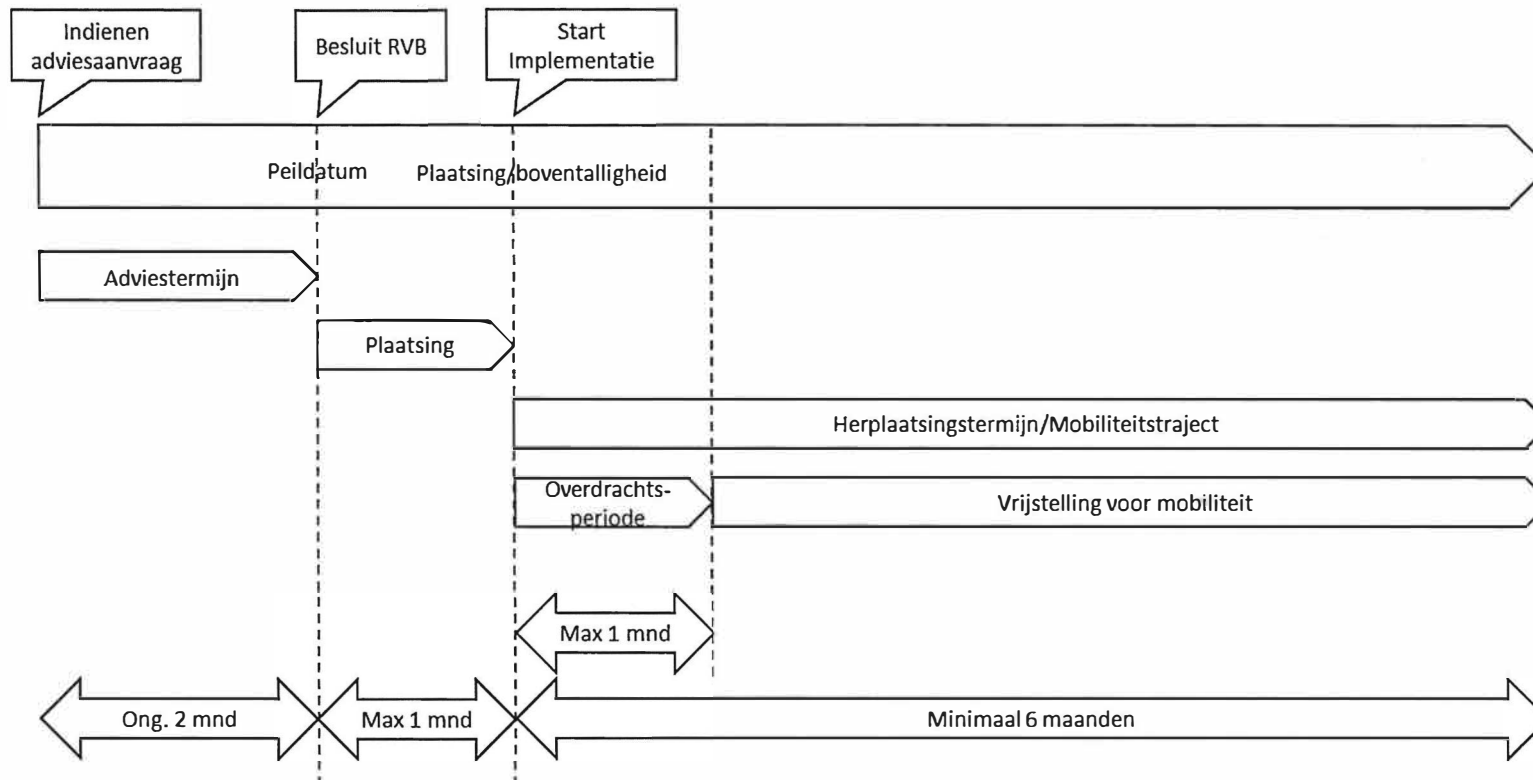 Indienen
adviesaanvraag
Besluit RVB
Start
Implementatie
Peildatum
Plaatsing/boventalligheid
Adviestermijn
Plaatsing
Herplaatsingstermijn/Mobiliteitstraject
Overdrachts-
periode
Vrijstelling voor mobiliteit
Max 1 mnd
Ong. 2 mnd
Max 1 mnd
Minimaal 6 maanden